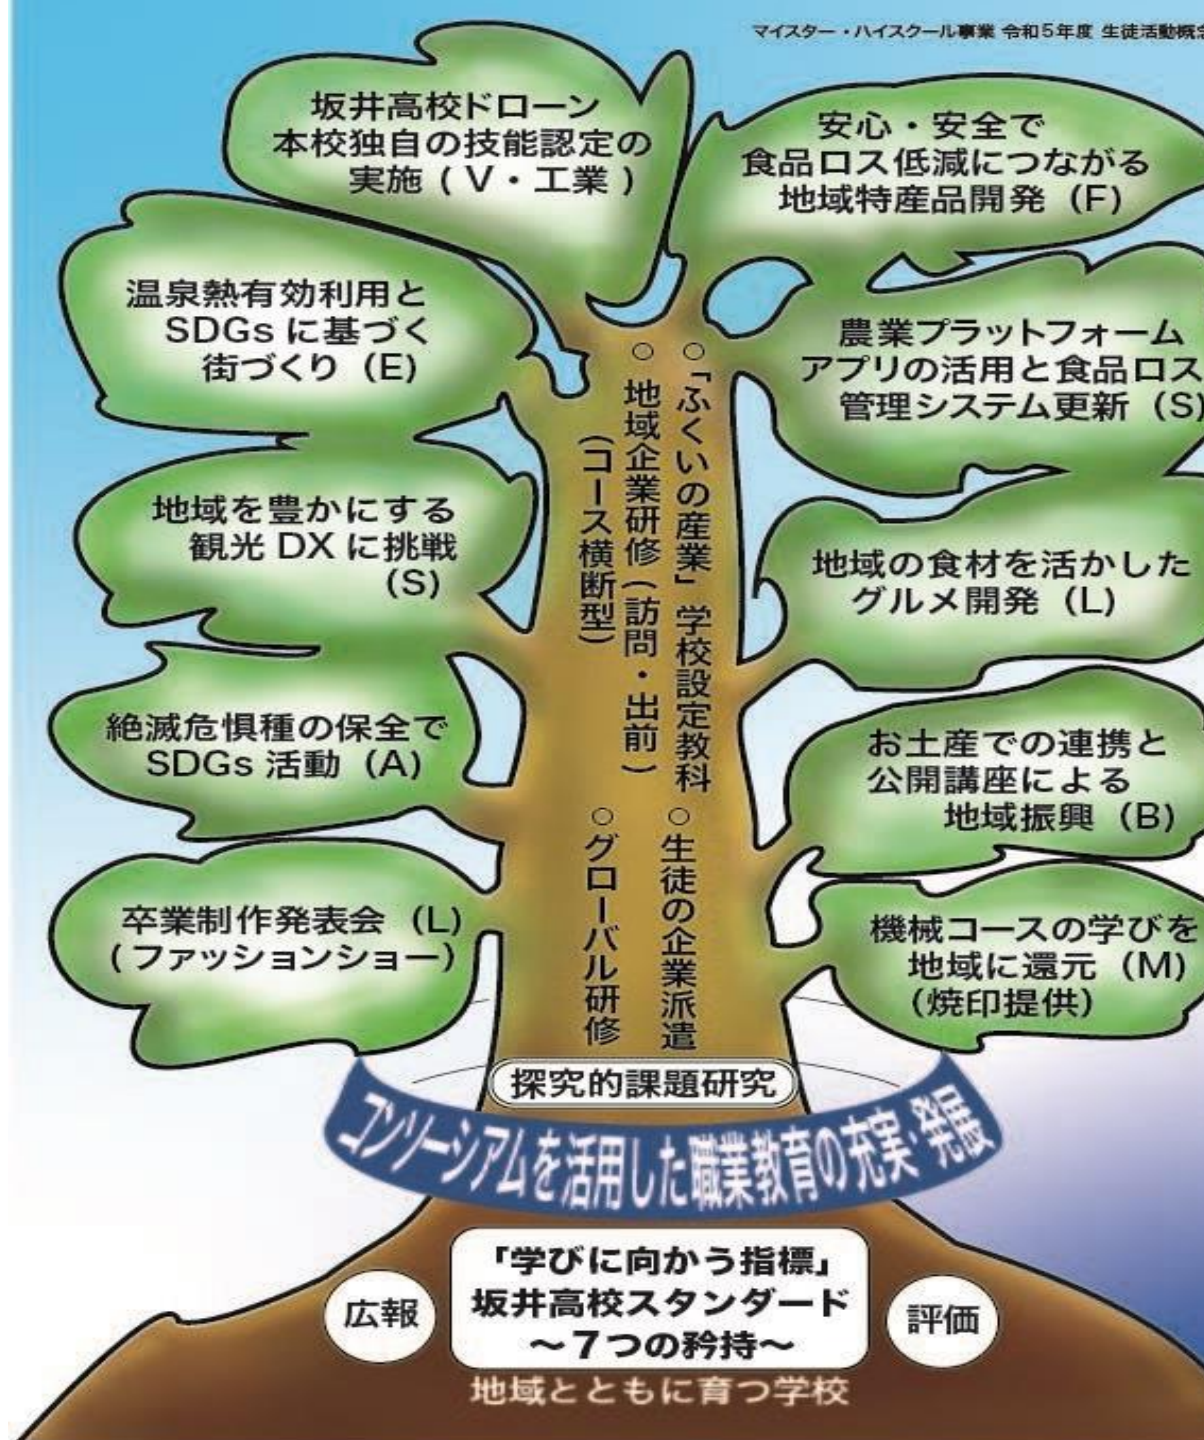 マイスター・ハイスクール事業 令和5年度 生徒活動概念
坂井高校ドローン
本校独自の技能認定の
実施（V・工業）
安心・安全で
食品ロス低減につながる
地域特産品開発（F）
温泉熱有効利用と
SDGs に基づく
街づくり（E）
農業プラットフォーム
アプリの活用と食品ロス
管理システム更新（S）
地域を豊かにする
観光 DX に挑戦
(S)
地域の食材を活かした
グルメ開発（L）
絶滅危惧種の保全で
SDGs 活動（A）
お土産での連携と
公開講座による
地域振興（B）
卒業制作発表会（L）
（ファッションショー）
機械コースの学びを
地域に還元（M）
（焼印提供）
○「ふくいの産業」学校設定教科
○地域企業研修（訪問・出前）
（コース横断型）
○生徒の企業派遣
○グローバル研修
探究的課題研究
コンソーシアムを活用した職業教育の充実・発展
「学びに向かう指標」
坂井高校スタンダード
～7つの矜持～
広報
評価
地域とともに育つ学校